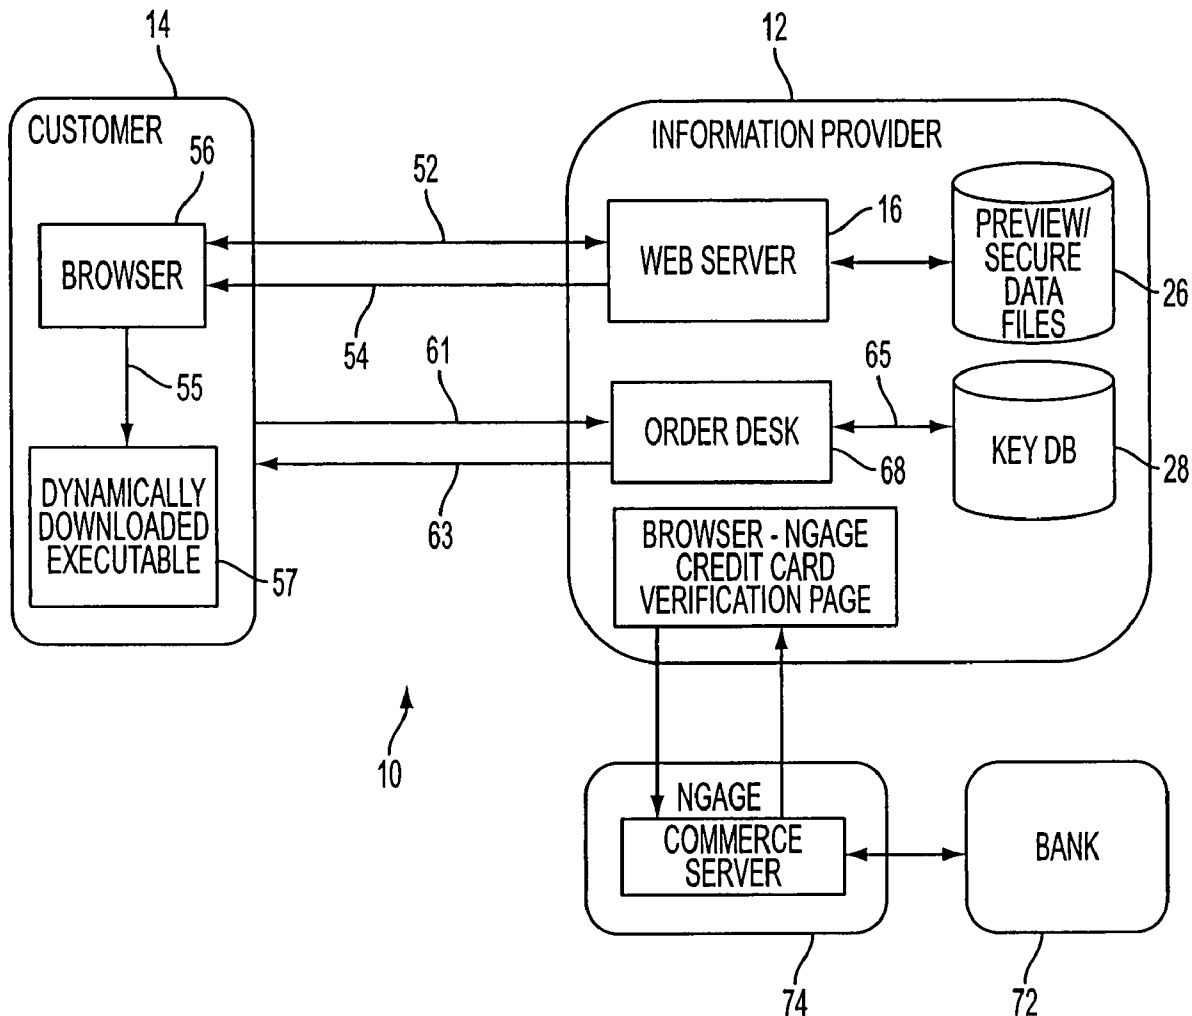 14
12
CUSTOMER
INFORMATION PROVIDER
56
52
16
BROWSER
WEB SERVER
PREVIEW/
SECURE
DATA
FILES
26
54
55
61
65
ORDER DESK
KEY DB
68
28
63
DYNAMICALLY
DOWNLOADED
EXECUTABLE
57
BROWSER - NGAGE
CREDIT CARD
VERIFICATION PAGE
10
NGAGE
COMMERCE
SERVER
BANK
74
72